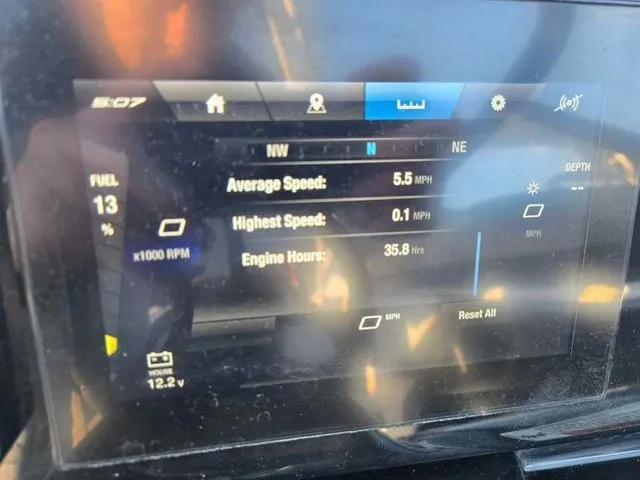 5:07
NW N NE
FUEL
13
%
x1000 RPM
Average Speed: 5.5 MPH
Highest Speed: 0.1 MPH
Engine Hours: 35.8 Hrs
DEPTH
--
MPH
MPH
Reset All
HOUSE
12.2 v